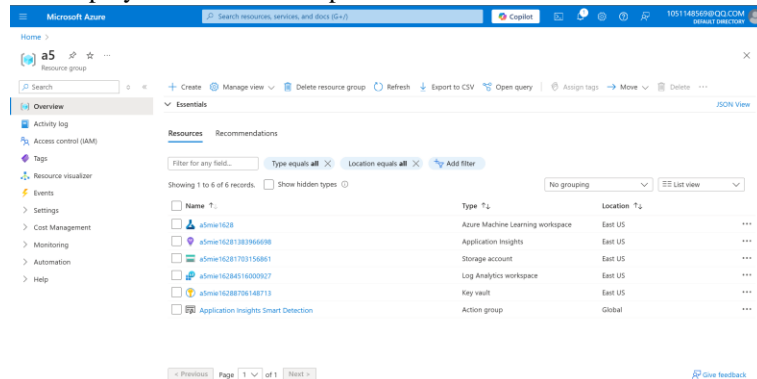 Microsoft Azure
Search resources, services, and docs (G+/)
Copilot
1051148569@QQ.COM
DEFAULT DIRECTORY
Home >
a5
Resource group
Search
Create Manage view Delete resource group Refresh Export to CSV Open query Assign tags Move Delete ...
Overview
Essentials
JSON View
Activity log
Access control (IAM)
Tags
Resource visualizer
Events
Settings
Cost Management
Monitoring
Automation
Help
Resources Recommendations
Filter for any field... Type equals all Location equals all Add filter
Showing 1 to 6 of 6 records. Show hidden types No grouping List view
Name Type Location
a5mie1628 Azure Machine Learning workspace East US
a5mie16281383966698 Application Insights East US
a5mie16281703156861 Storage account East US
a5mie16284516000927 Log Analytics workspace East US
a5mie16288706148713 Key vault East US
Application Insights Smart Detection Action group Global
< Previous Page 1 of 1 Next >
Give feedback